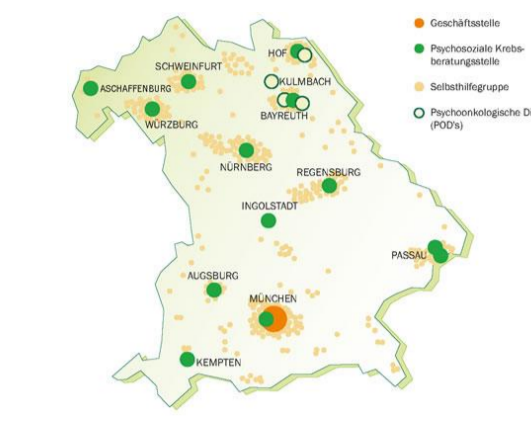 Geschäftsstelle
Psychosoziale Krebs-
beratungsstelle
Selbsthilfegruppe
Psychoonkologische
(POD's)
HOF
SCHWEINFURT
KULMBACH
ASCHAFFENBURG
BAYREUTH
WÜRZBURG
NÜRNBERG
REGENSBURG
INGOLSTADT
PASSAU
AUGSBURG
MÜNCHEN
KEMPTEN